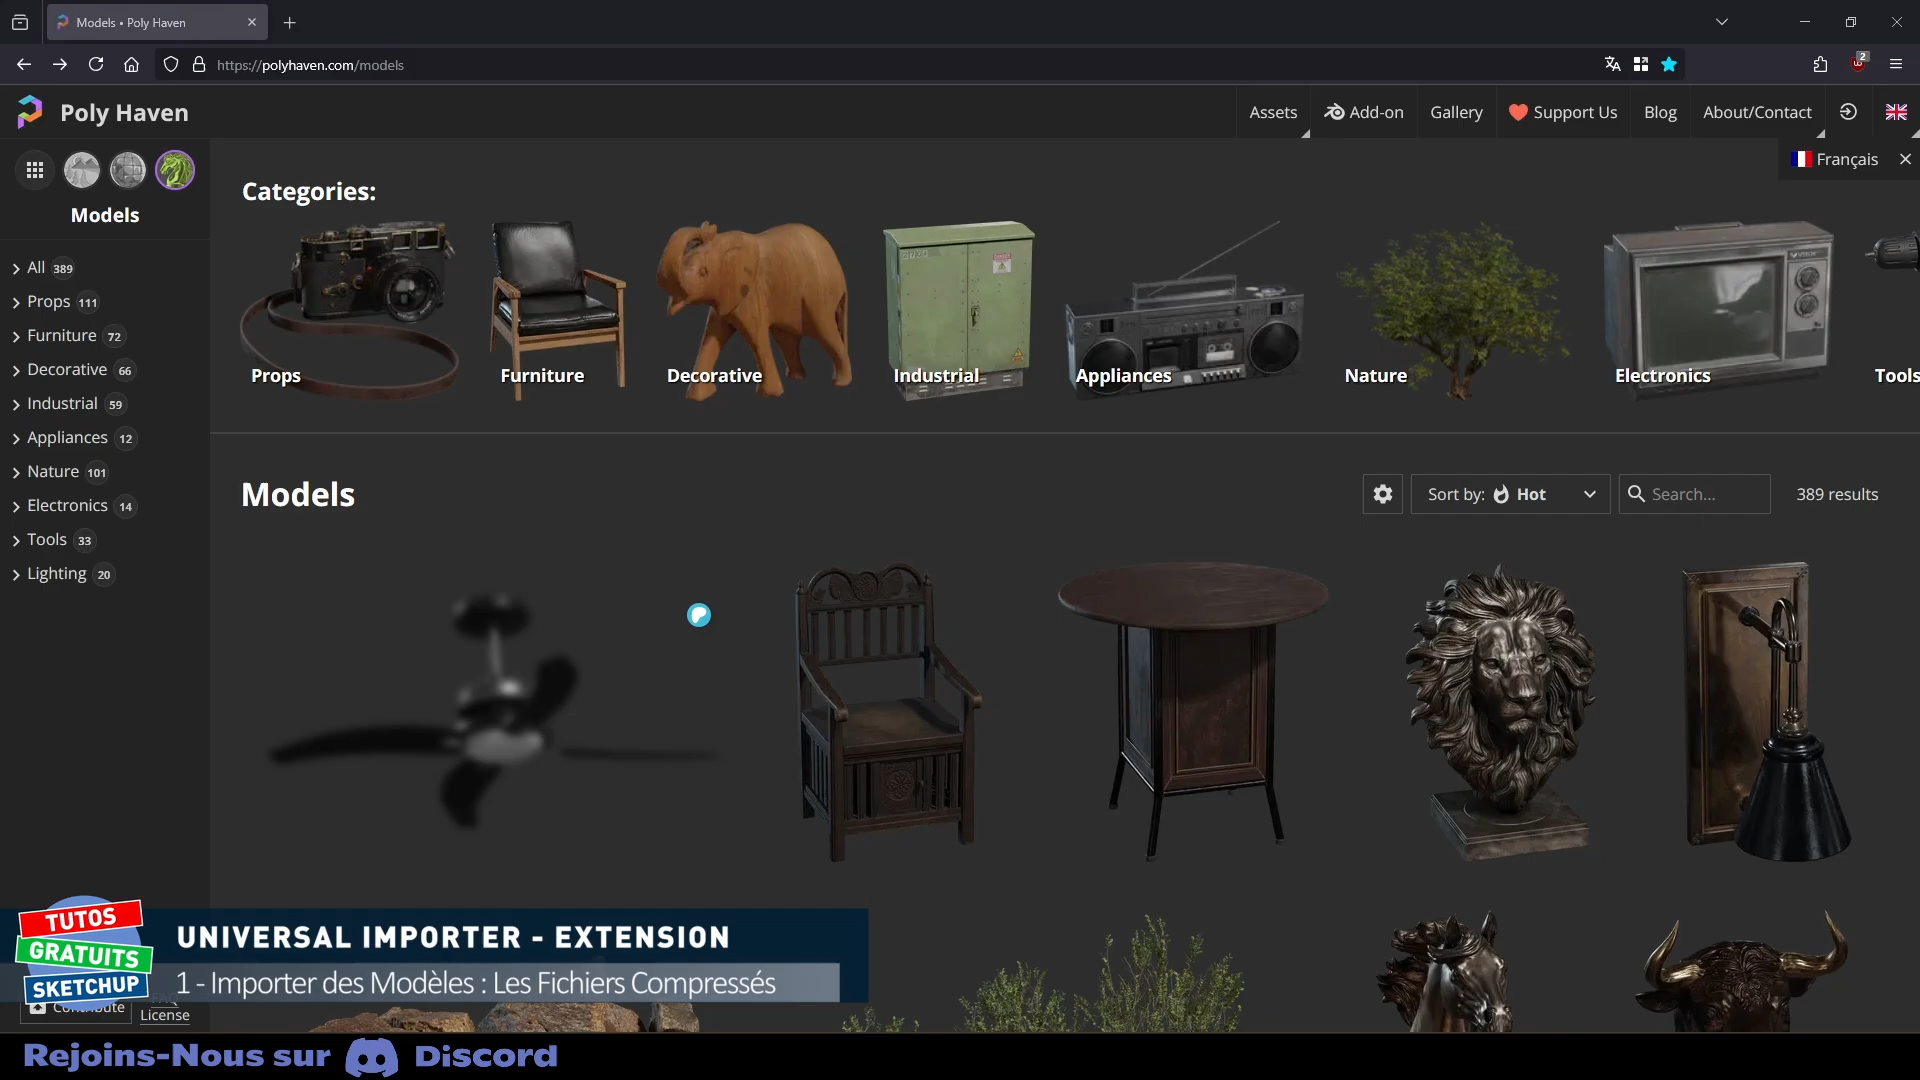 Models • Poly Haven
https://polyhaven.com/models
2
Poly Haven
Assets
Add-on
Gallery
Support Us
Blog
About/Contact
Français
Models
All 389
Props 111
Furniture 72
Decorative 66
Industrial 59
Appliances 12
Nature 101
Electronics 14
Tools 33
Lighting 20
Categories:
Props
Furniture
Decorative
Industrial
Appliances
Nature
Electronics
Tools
Models
Sort by: Hot
Search...
389 results
TUTOS
GRATUITS
SKETCHUP
UNIVERSAL IMPORTER - EXTENSION
1 - Importer des Modèles : Les Fichiers Compressés
Contribute
License
Rejoins-Nous sur Discord